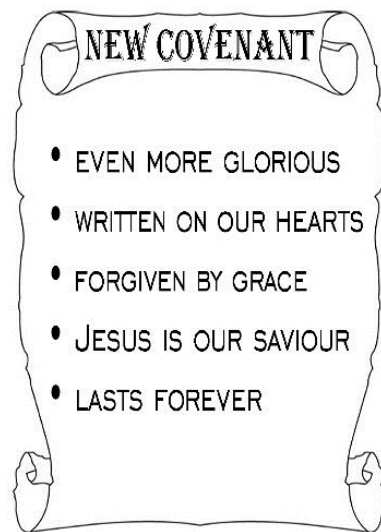 NEW COVENANT
• EVEN MORE GLORIOUS
• WRITTEN ON OUR HEARTS
• FORGIVEN BY GRACE
• JESUS IS OUR SAVIOUR
• LASTS FOREVER